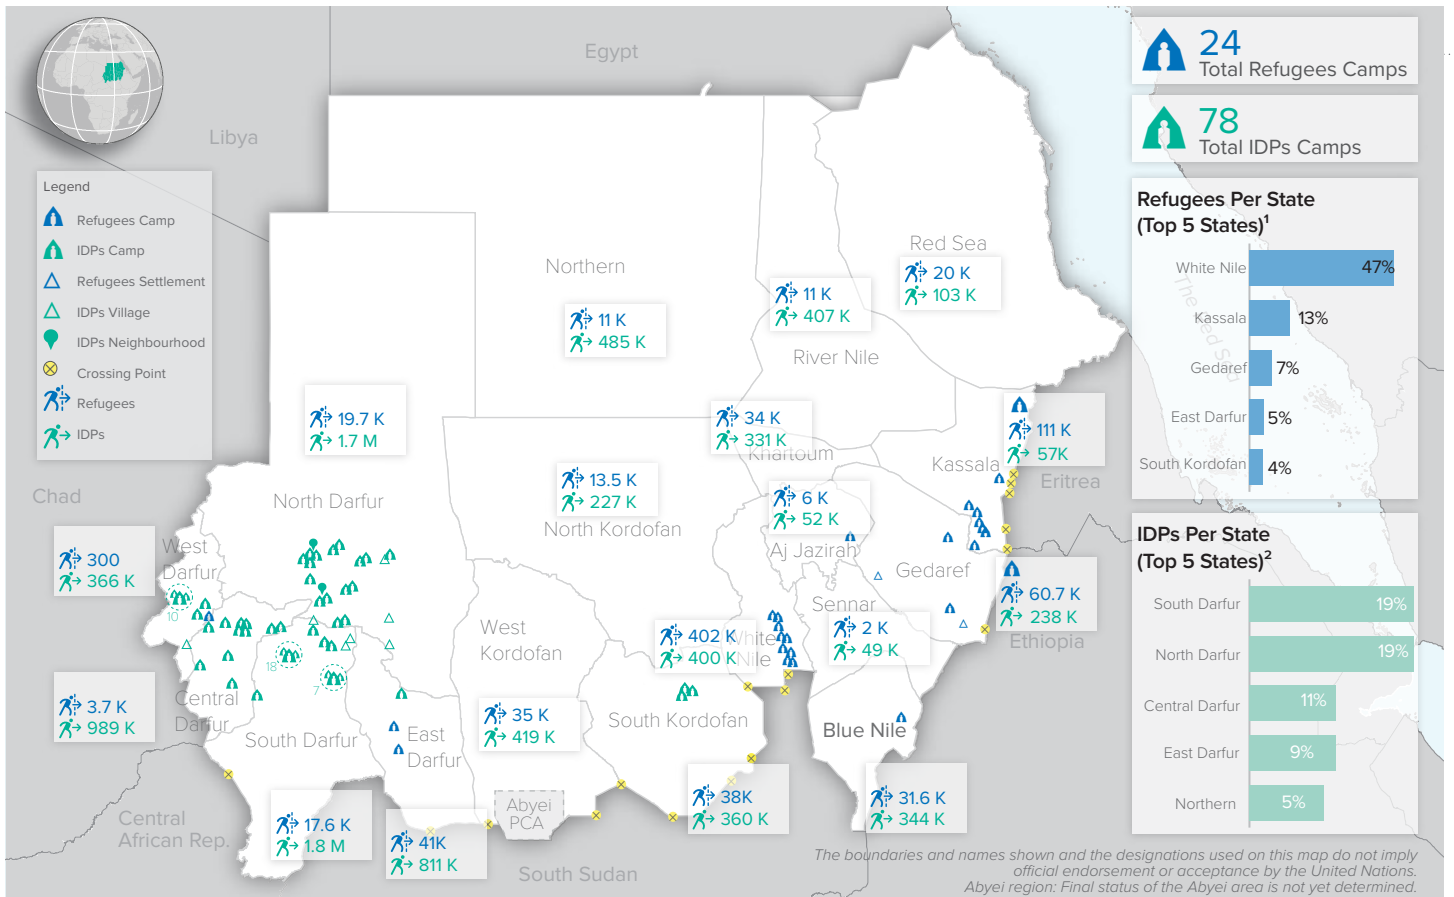 Egypt
Libya
Legend
Refugees Camp
IDPs Camp
Refugees Settlement
IDPs Village
IDPs Neighbourhood
Crossing Point
Refugees
IDPs
24
Total Refugees Camps
78
Total IDPs Camps
Refugees Per State
(Top 5 States)¹
White Nile 47%
Kassala 13%
Gedaref 7%
East Darfur 5%
South Kordofan 4%
The Red Sea
IDPs Per State
(Top 5 States)²
South Darfur 19%
North Darfur 19%
Central Darfur 11%
East Darfur 9%
Northern 5%
Northern
11 K
485 K
Red Sea
20 K
103 K
11 K
407 K
River Nile
19.7 K
1.7 M
North Darfur
34 K
331 K
Khartoum
111 K
57K
Kassala
Eritrea
13.5 K
227 K
North Kordofan
6 K
52 K
Aj Jazirah
Chad
300
366 K
West
Darfur
10
18
7
Gedaref
60.7 K
238 K
Ethiopia
Sennar
2 K
49 K
402 K
400 K
White
Nile
West
Kordofan
35 K
419 K
South Kordofan
38K
360 K
3.7 K
989 K
Central
Darfur
South Darfur
East
Darfur
Blue Nile
31.6 K
344 K
Abyei
PCA
17.6 K
1.8 M
41K
811 K
Central
African Rep.
South Sudan
The boundaries and names shown and the designations used on this map do not imply
official endorsement or acceptance by the United Nations.
Abyei region: Final status of the Abyei area is not yet determined.